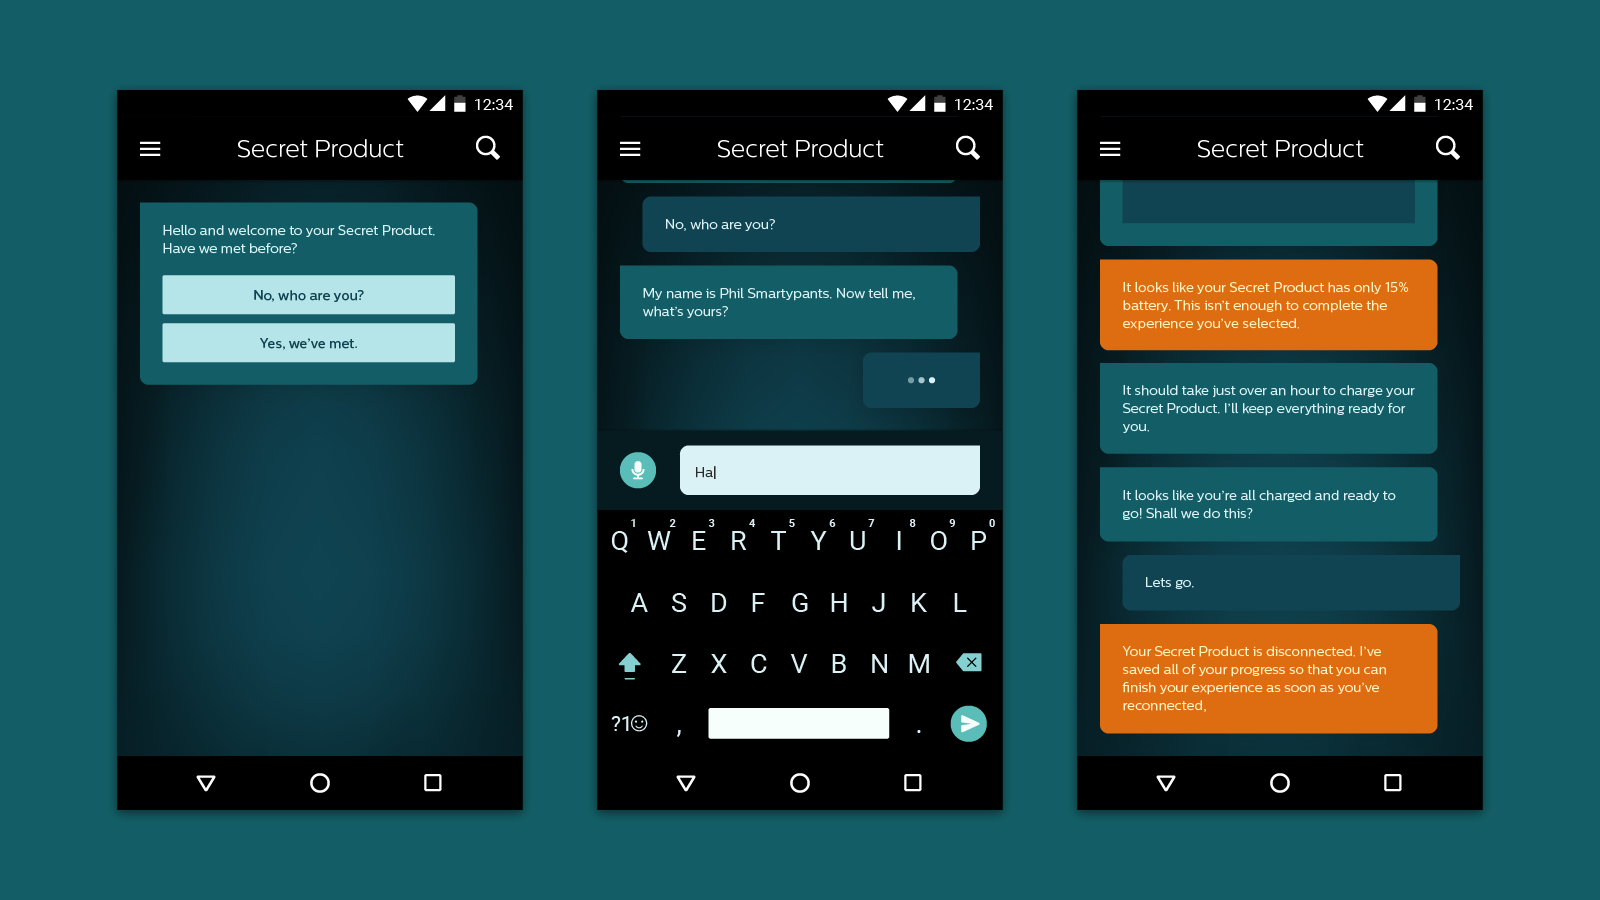 12:34
Secret Product
Hello and welcome to your Secret Product.
Have we met before?
No, who are you?
Yes, we've met.
12:34
Secret Product
No, who are you?
My name is Phil Smartypants. Now tell me,
what's yours?
Ha
1 2 3 4 5 6 7 8 9 0
Q W E R T Y U I O P
A S D F G H J K L
Z X C V B N M
?1☺ , .
12:34
Secret Product
It looks like your Secret Product has only 15%
battery. This isn't enough to complete the
experience you've selected.
It should take just over an hour to charge your
Secret Product. I'll keep everything ready for
you.
It looks like you're all charged and ready to
go! Shall we do this?
Lets go.
Your Secret Product is disconnected. I've
saved all of your progress so that you can
finish your experience as soon as you've
reconnected,